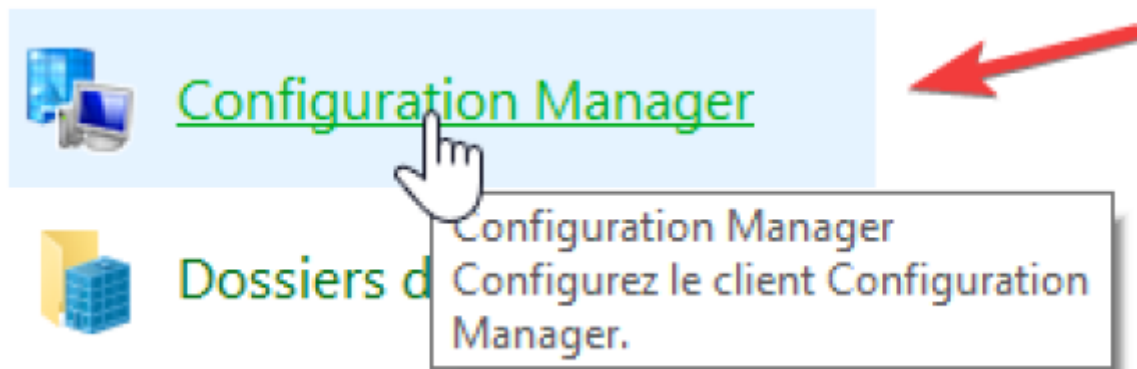 Configuration Manager
Configuration Manager
Dossiers d
Configurez le client Configuration
Manager.